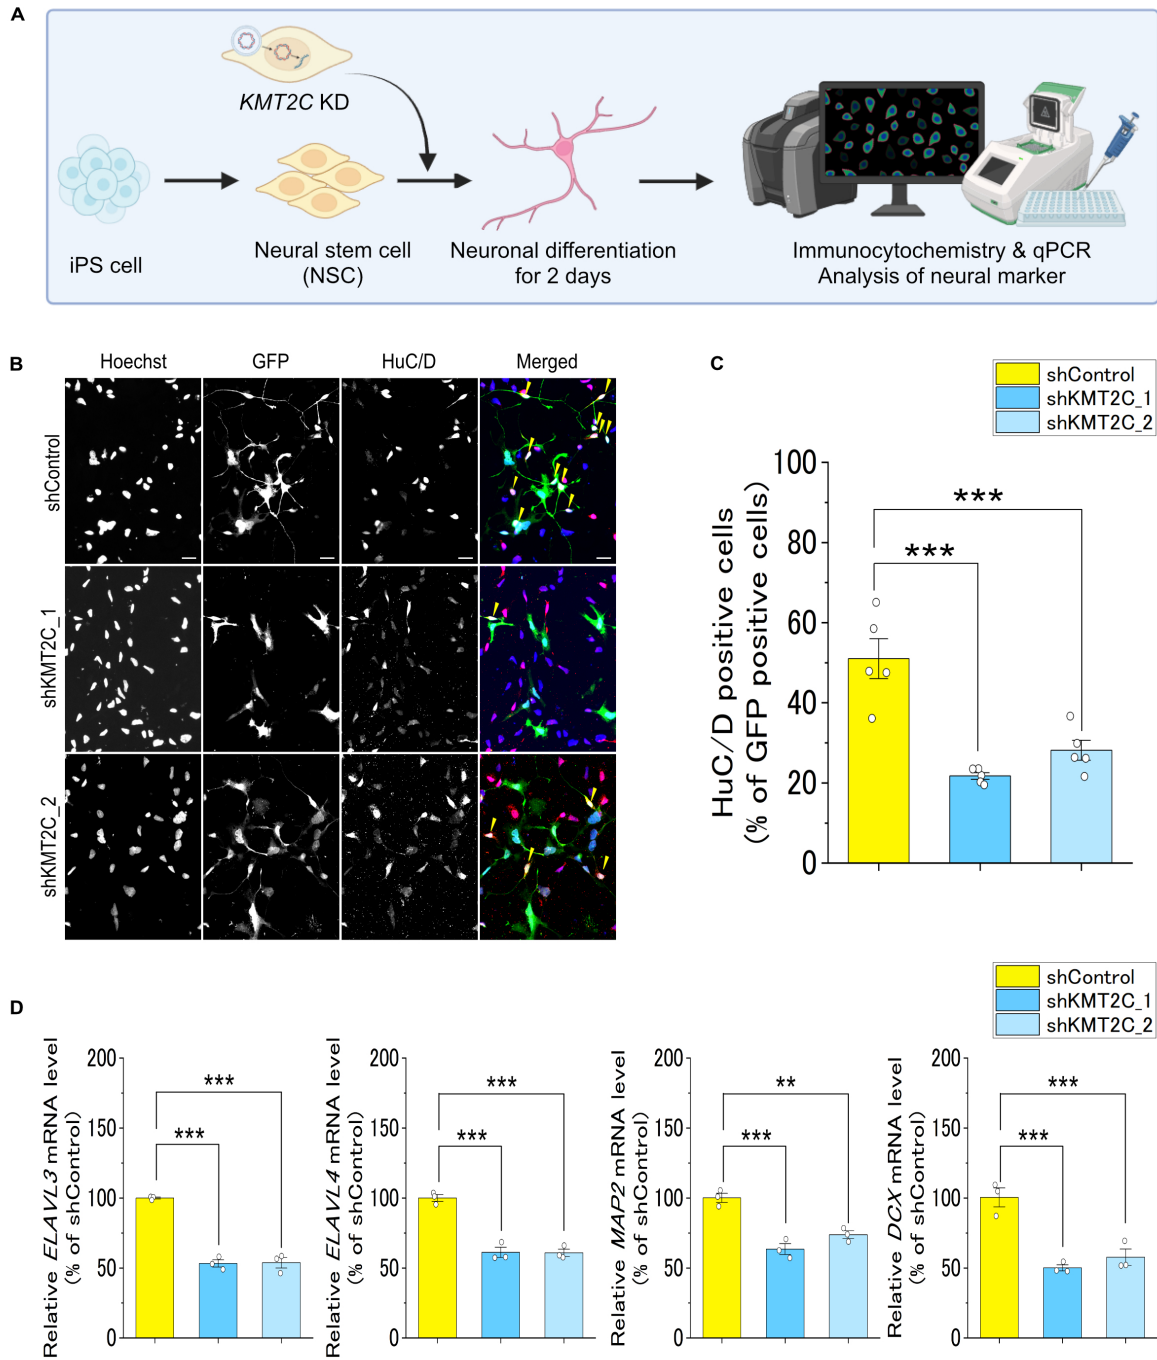 A
KMT2C KD
iPS cell
Neural stem cell
(NSC)
Neuronal differentiation
for 2 days
Immunocytochemistry & qPCR
Analysis of neural marker
B
Hoechst
GFP
HuC/D
Merged
shControl
shKMT2C_1
shKMT2C_2
C
shControl
shKMT2C_1
shKMT2C_2
HuC/D positive cells
(% of GFP positive cells)
100
80
60
40
20
0
***
***
D
shControl
shKMT2C_1
shKMT2C_2
Relative ELAVL3 mRNA level
(% of shControl)
200
150
100
50
0
***
***
Relative ELAVL4 mRNA level
(% of shControl)
200
150
100
50
0
***
***
Relative MAP2 mRNA level
(% of shControl)
200
150
100
50
0
**
***
Relative DCX mRNA level
(% of shControl)
200
150
100
50
0
***
***